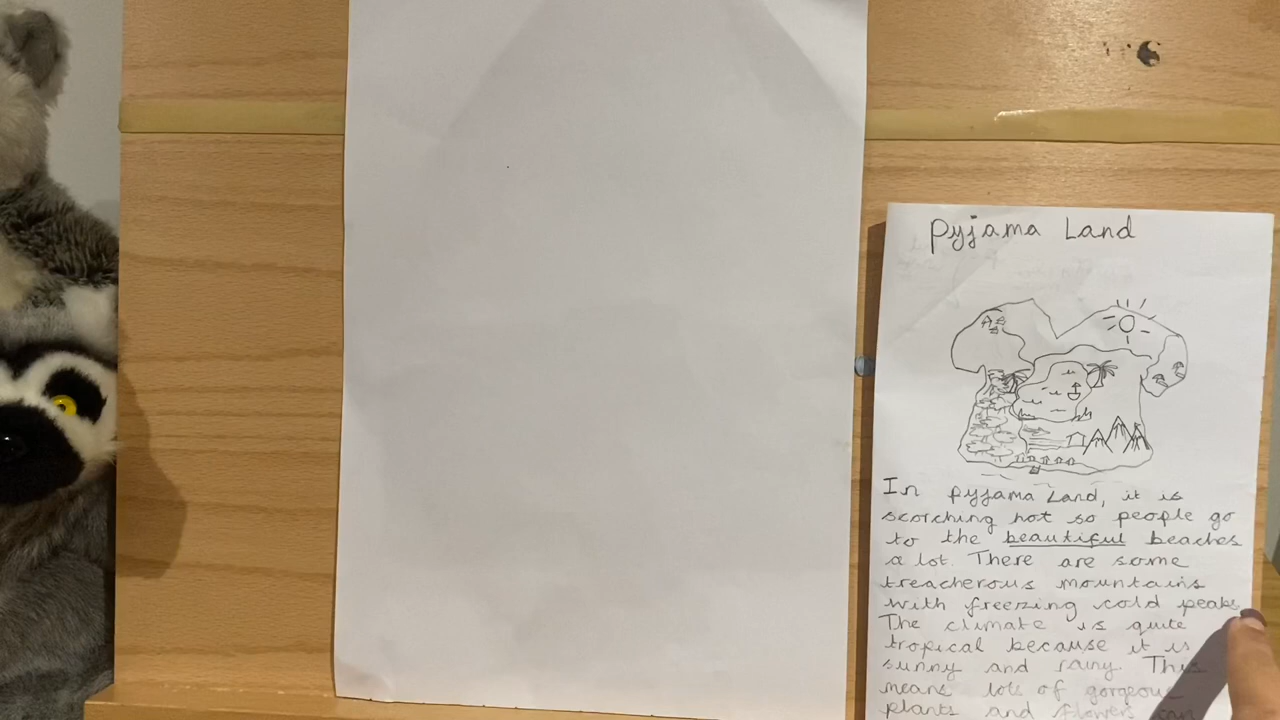 Pyjama Land
In pyjama Land, it is
scorching hot so people go
to the beautiful beaches
a lot. There are some
treacherous mountains
with freezing cold peaks
The climate is quite
tropical because it is
sunny and rainy. This
means lots of gorgeous
plants and flowers can